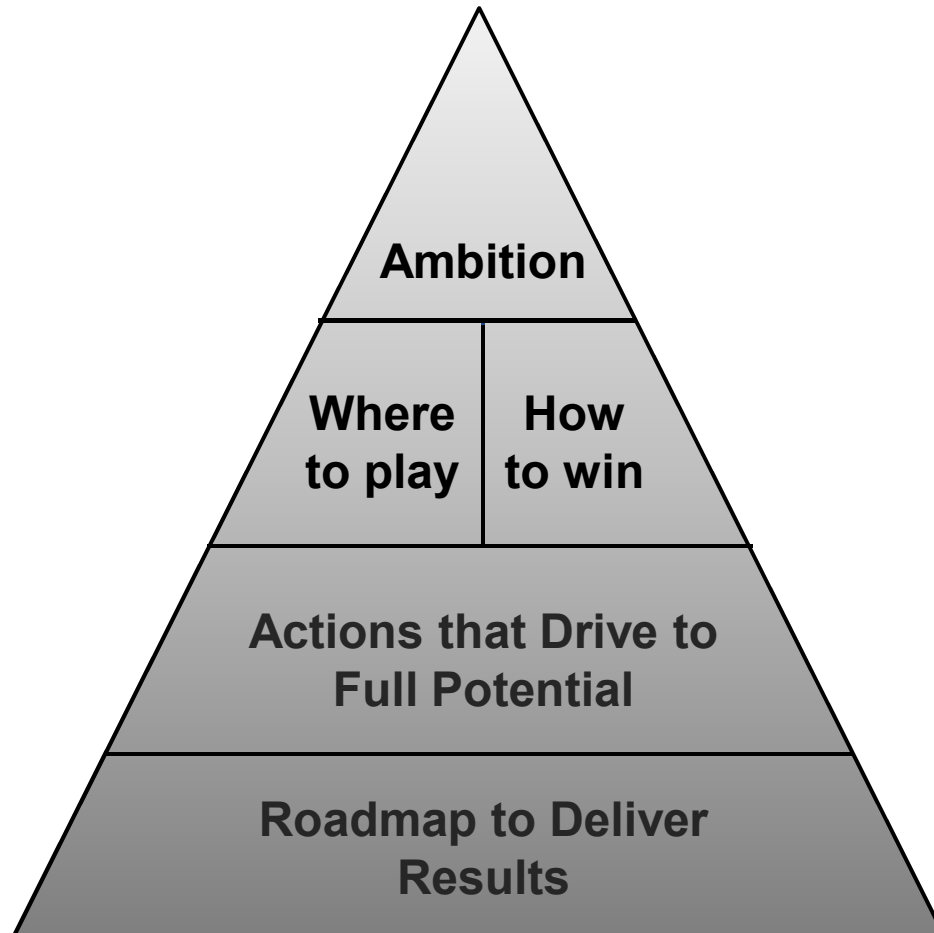 Ambition
Where
to play
How
to win
Actions that Drive to
Full Potential
Roadmap to Deliver
Results